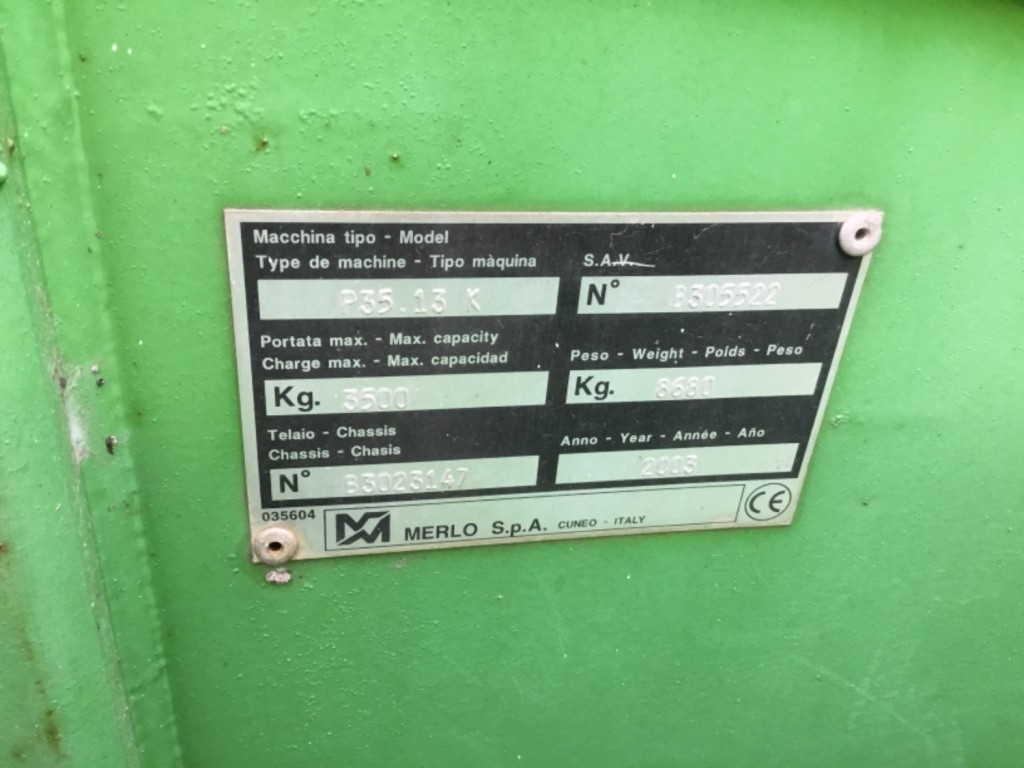 Macchina tipo - Model
Type de machine - Tipo màquina
P35.13 K
S.A.V.
N° B305522
Portata max. - Max. capacity
Charge max. - Max. capacidad
Kg. 3500
Peso - Weight - Polds - Peso
Kg. 8680
Telaio - Chassis
Chassis - Chasis
N° B3023147
Anno - Year - Année - Año
2003
035604
MERLO S.p.A. CUNEO - ITALY
CE